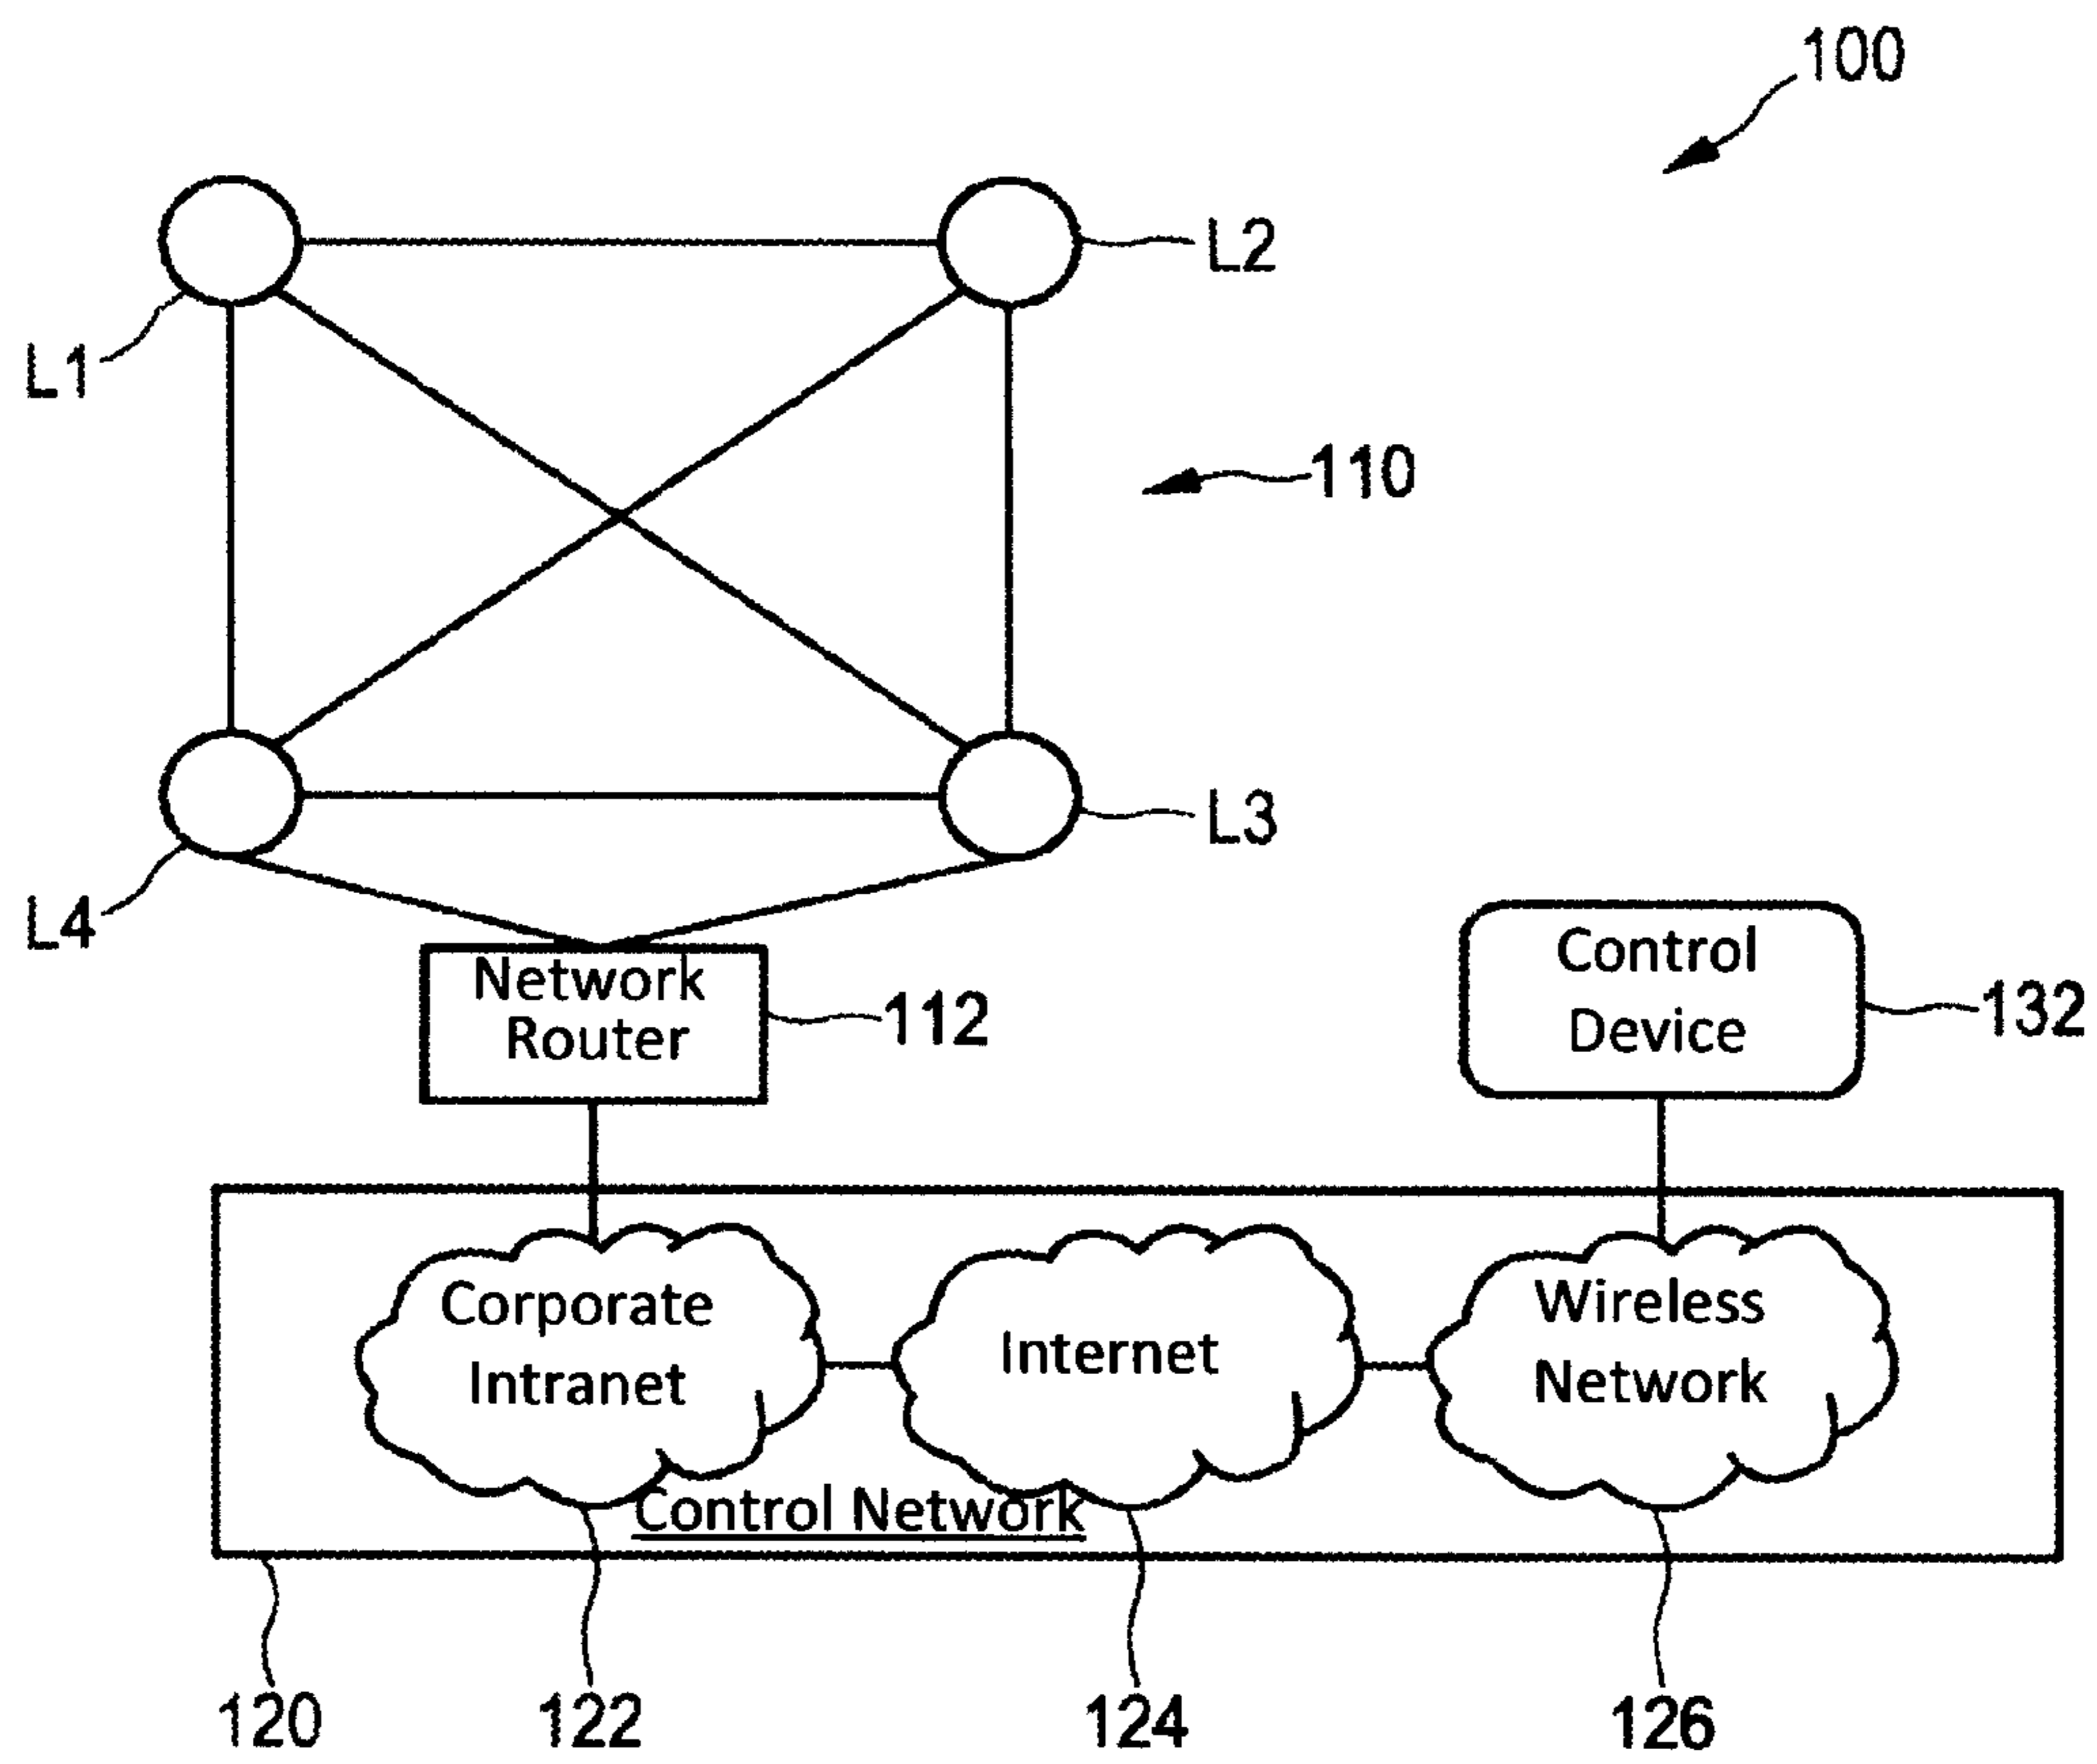 100
L2
L1
110
L3
L4
Network
Router
112
Control
Device
132
Corporate
Intranet
Internet
Wireless
Network
Control Network
120
122
124
126